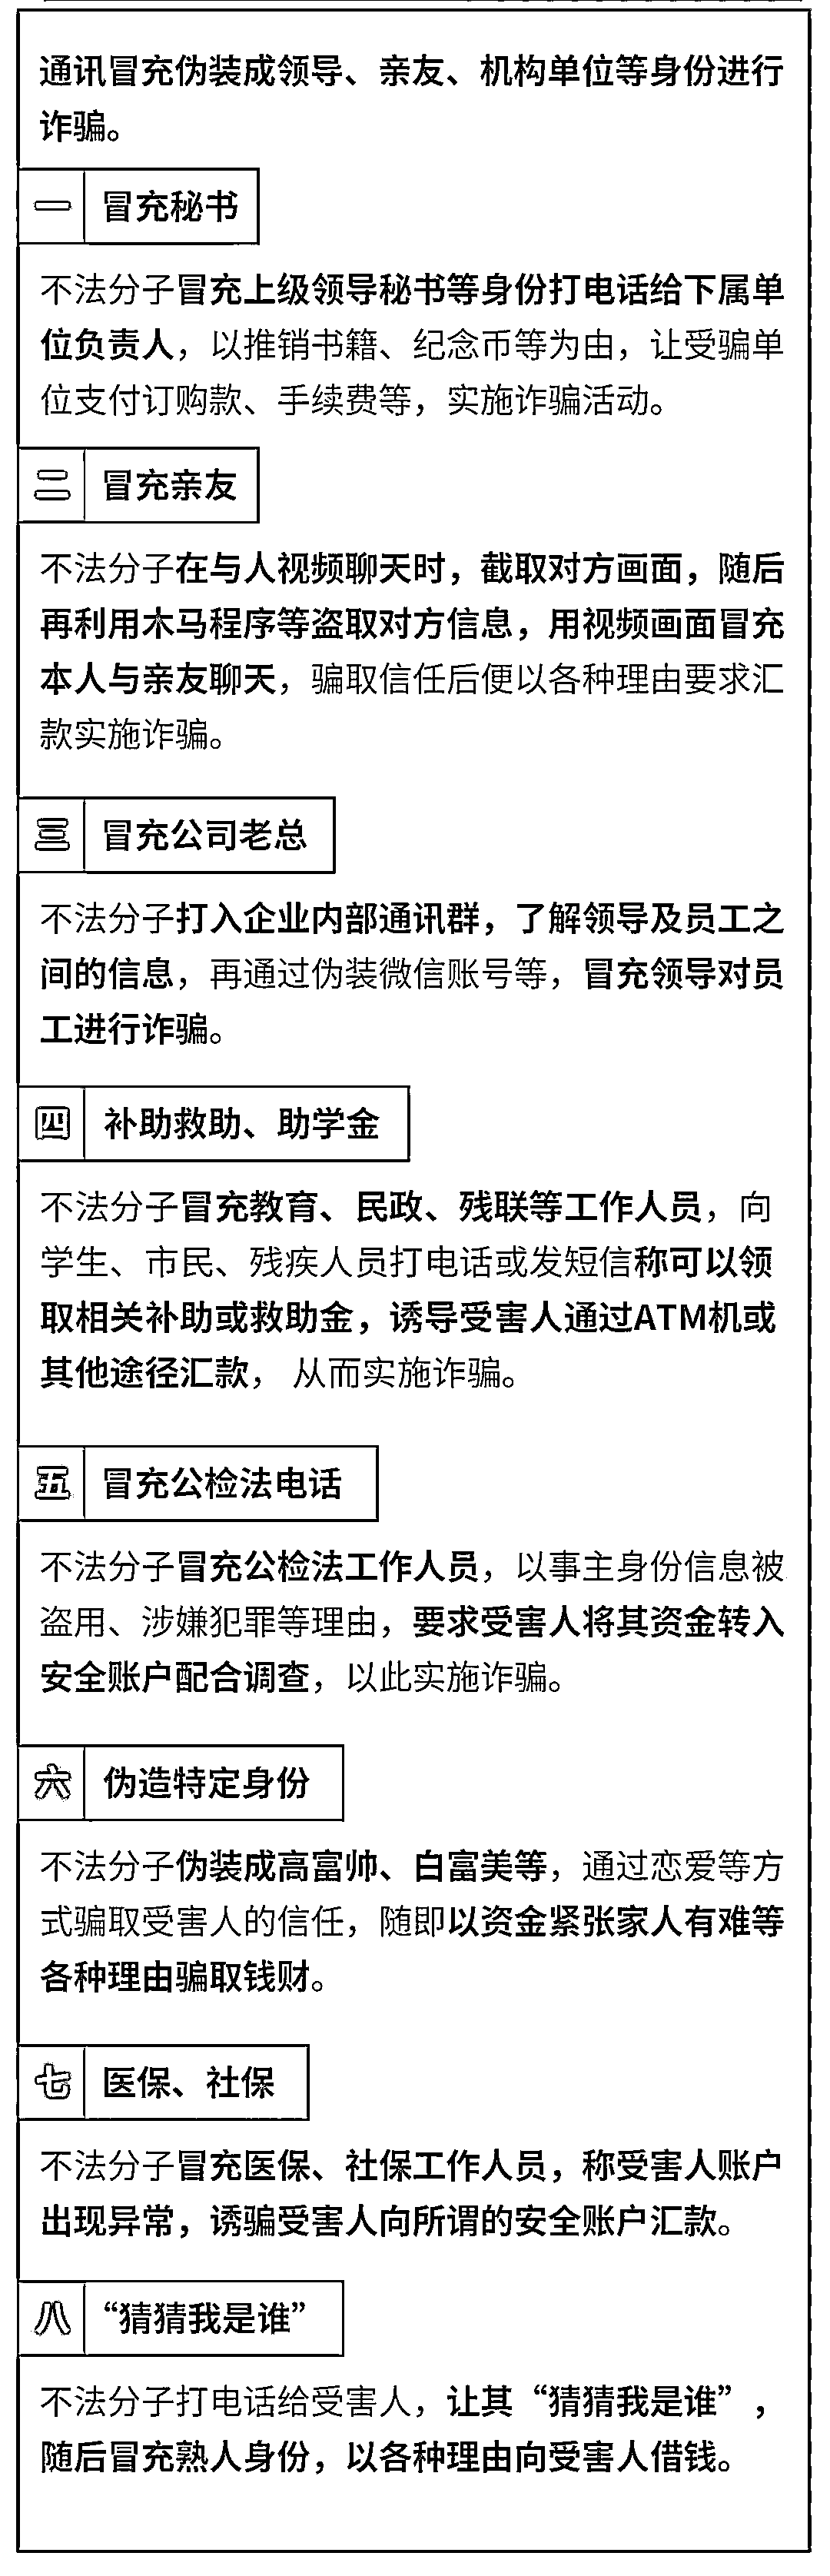 通讯冒充伪装成领导、亲友、机构单位等身份进行
诈骗。
一 冒充秘书
不法分子冒充上级领导秘书等身份打电话给下属单
位负责人，以推销书籍、纪念币等为由，让受骗单
位支付订购款、手续费等，实施诈骗活动。
二 冒充亲友
不法分子在与人视频聊天时，截取对方画面，随后
再利用木马程序等盗取对方信息，用视频画面冒充
本人与亲友聊天，骗取信任后便以各种理由要求汇
款实施诈骗。
三 冒充公司老总
不法分子打入企业内部通讯群，了解领导及员工之
间的信息，再通过伪装微信账号等，冒充领导对员
工进行诈骗。
四 补助救助、助学金
不法分子冒充教育、民政、残联等工作人员，向
学生、市民、残疾人员打电话或发短信称可以领
取相关补助或救助金，诱导受害人通过ATM机或
其他途径汇款， 从而实施诈骗。
五 冒充公检法电话
不法分子冒充公检法工作人员，以事主身份信息被
盗用、涉嫌犯罪等理由，要求受害人将其资金转入
安全账户配合调查，以此实施诈骗。
六 伪造特定身份
不法分子伪装成高富帅、白富美等，通过恋爱等方
式骗取受害人的信任，随即以资金紧张家人有难等
各种理由骗取钱财。
七 医保、社保
不法分子冒充医保、社保工作人员，称受害人账户
出现异常，诱骗受害人向所谓的安全账户汇款。
八 “猜猜我是谁”
不法分子打电话给受害人，让其“猜猜我是谁”，
随后冒充熟人身份，以各种理由向受害人借钱。